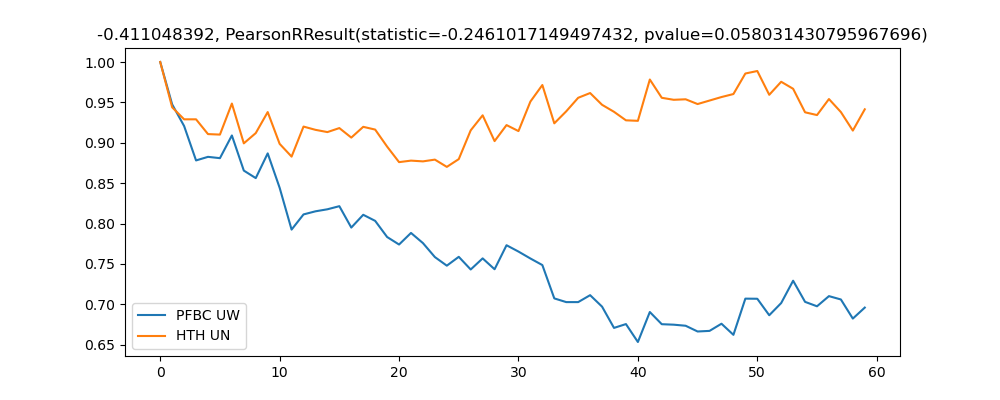 -0.411048392, PearsonRResult(statistic=-0.2461017149497432, pvalue=0.058031430795967696)
1.00
0.95
0.90
0.85
0.80
0.75
0.70
0.65
PFBC UW
HTH UN
0 10 20 30 40 50 60